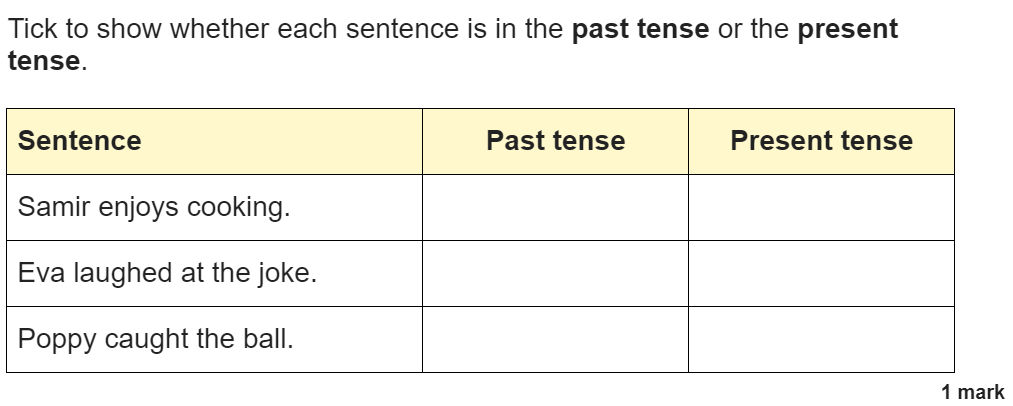 Tick to show whether each sentence is in the past tense or the present
tense.
Sentence Past tense Present tense
Samir enjoys cooking.
Eva laughed at the joke.
Poppy caught the ball.
1 mark